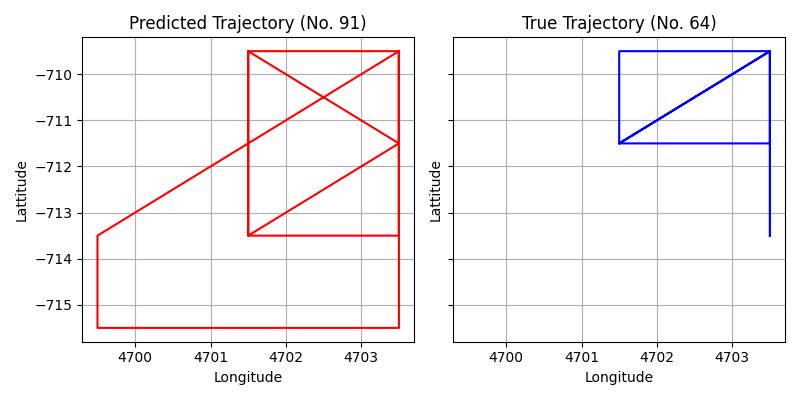 Predicted Trajectory (No. 91)
True Trajectory (No. 64)
Lattitude
−710
−711
−712
−713
−714
−715
4700 4701 4702 4703
Longitude
Lattitude
4700 4701 4702 4703
Longitude